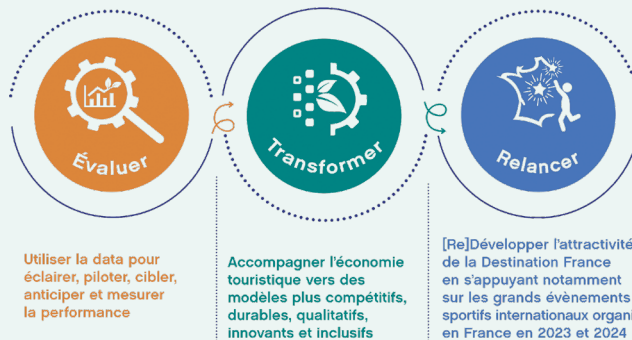 Évaluer
Utiliser la data pour
éclairer, piloter, cibler,
anticiper et mesurer
la performance
Transformer
Accompagner l'économie
touristique vers des
modèles plus compétitifs,
durables, qualitatifs,
innovants et inclusifs
Relancer
[Re]Développer l'attractivité
de la Destination France
en s'appuyant notamment
sur les grands évènements
sportifs internationaux organi
en France en 2023 et 2024